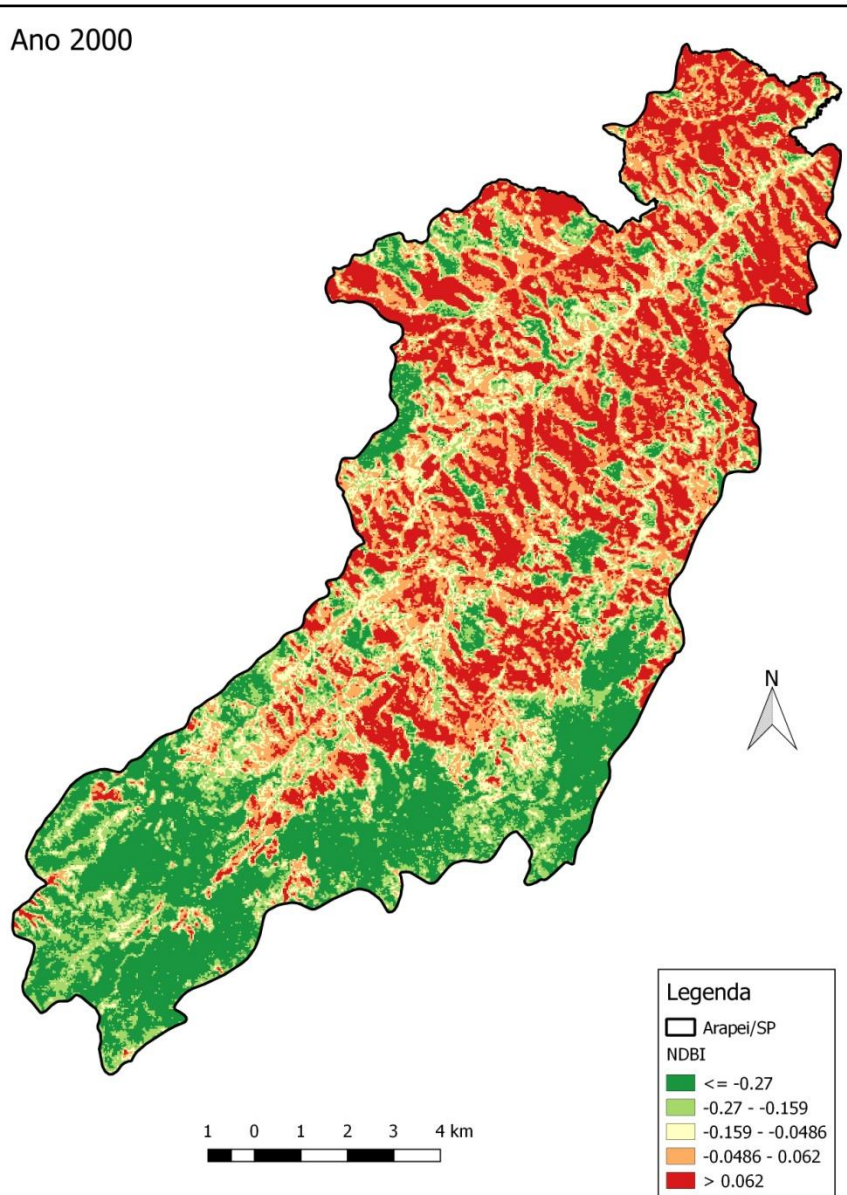 Ano 2000
N
Legenda
Arapei/SP
NDBI
<= -0.27
-0.27 - -0.159
-0.159 - -0.0486
-0.0486 - 0.062
> 0.062
1 0 1 2 3 4 km